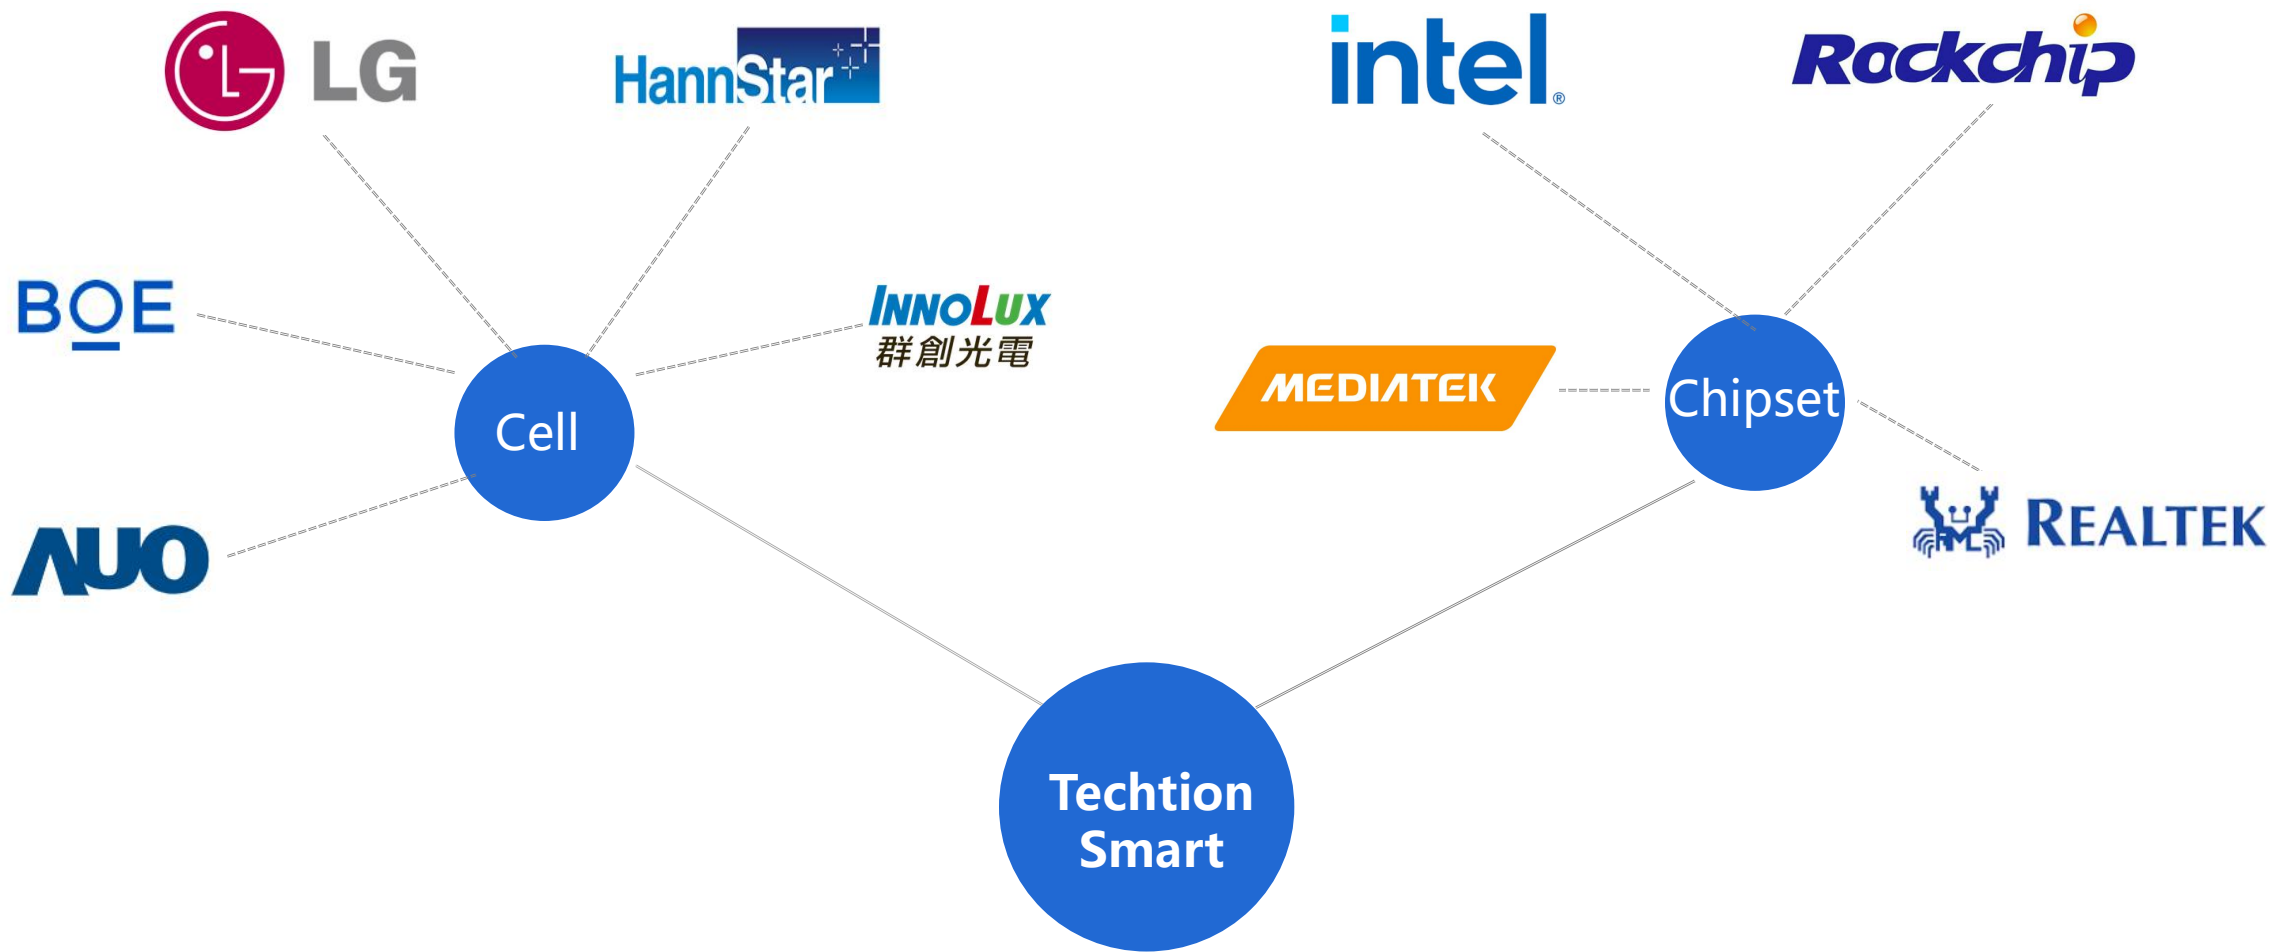 LG
HannStar
intel®
Rockchip
BOE
INNOLUX
群創光電
MEDIATEK
Chipset
Cell
AUO
REALTEK
Techtion
Smart